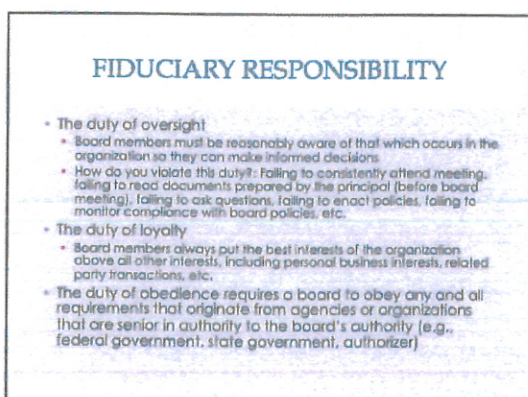 FIDUCIARY RESPONSIBILITY
• The duty of oversight
• Board members must be reasonably aware of that which occurs in the
organization so they can make informed decisions
• How do you violate this duty?: Failing to consistently attend meeting,
failing to read documents prepared by the principal (before board
meeting), failing to ask questions, failing to enact policies, failing to
monitor compliance with board policies, etc.
• The duty of loyalty
• Board members always put the best interests of the organization
above all other interests, including personal business interests, related
party transactions, etc.
• The duty of obedience requires a board to obey any and all
requirements that originate from agencies or organizations
that are senior in authority to the board's authority (e.g.,
federal government, state government, authorizer)